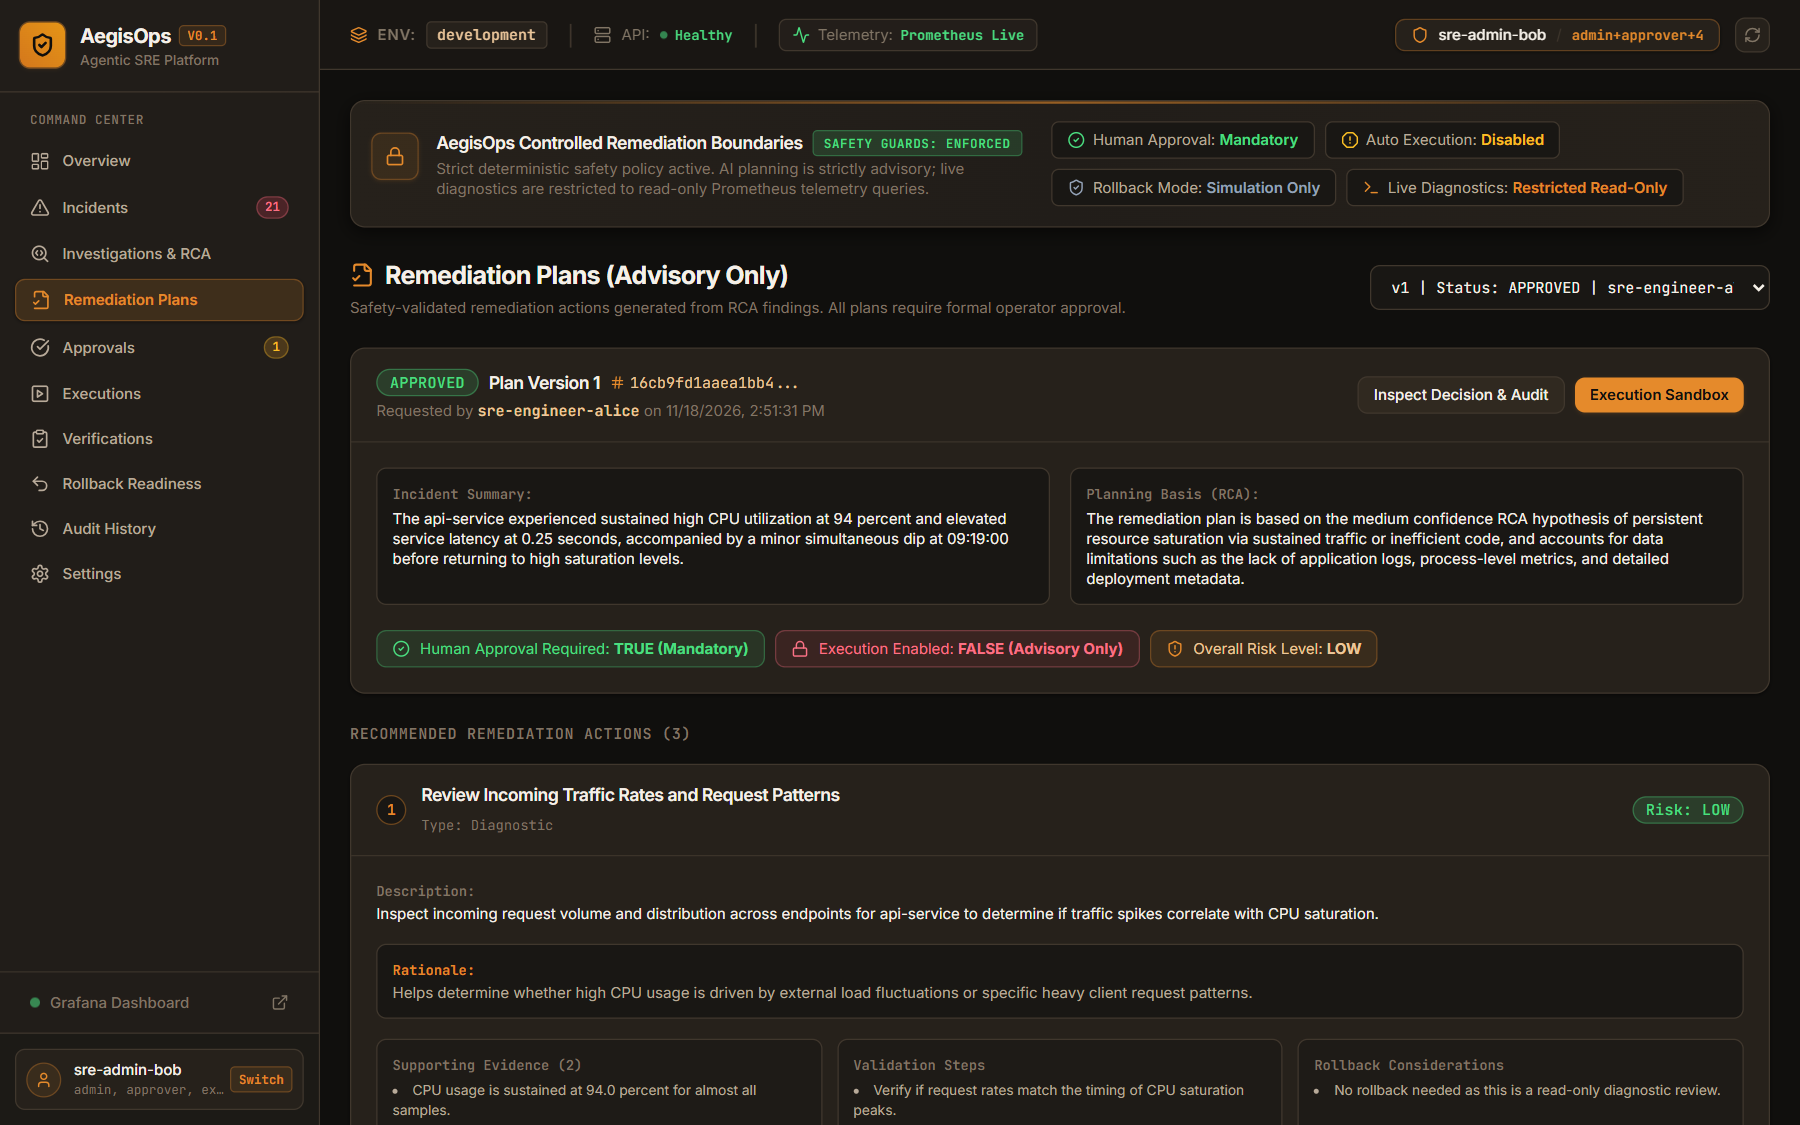 AegisOps V0.1
Agentic SRE Platform
COMMAND CENTER
Overview
Incidents 21
Investigations & RCA
Remediation Plans
Approvals 1
Executions
Verifications
Rollback Readiness
Audit History
Settings
Grafana Dashboard
sre-admin-bob
admin, approver, ex…
Switch
ENV: development
API: Healthy
Telemetry: Prometheus Live
sre-admin-bob / admin+approver+4
AegisOps Controlled Remediation Boundaries SAFETY GUARDS: ENFORCED
Strict deterministic safety policy active. AI planning is strictly advisory; live
diagnostics are restricted to read-only Prometheus telemetry queries.
Human Approval: Mandatory
Auto Execution: Disabled
Rollback Mode: Simulation Only
Live Diagnostics: Restricted Read-Only
Remediation Plans (Advisory Only)
Safety-validated remediation actions generated from RCA findings. All plans require formal operator approval.
v1 | Status: APPROVED | sre-engineer-a
APPROVED Plan Version 1 # 16cb9fd1aaea1bb4...
Requested by sre-engineer-alice on 11/18/2026, 2:51:31 PM
Inspect Decision & Audit
Execution Sandbox
Incident Summary:
The api-service experienced sustained high CPU utilization at 94 percent and elevated
service latency at 0.25 seconds, accompanied by a minor simultaneous dip at 09:19:00
before returning to high saturation levels.
Planning Basis (RCA):
The remediation plan is based on the medium confidence RCA hypothesis of persistent
resource saturation via sustained traffic or inefficient code, and accounts for data
limitations such as the lack of application logs, process-level metrics, and detailed
deployment metadata.
Human Approval Required: TRUE (Mandatory)
Execution Enabled: FALSE (Advisory Only)
Overall Risk Level: LOW
RECOMMENDED REMEDIATION ACTIONS (3)
1
Review Incoming Traffic Rates and Request Patterns
Type: Diagnostic
Risk: LOW
Description:
Inspect incoming request volume and distribution across endpoints for api-service to determine if traffic spikes correlate with CPU saturation.
Rationale:
Helps determine whether high CPU usage is driven by external load fluctuations or specific heavy client request patterns.
Supporting Evidence (2)
• CPU usage is sustained at 94.0 percent for almost all
samples.
Validation Steps
• Verify if request rates match the timing of CPU saturation
peaks.
Rollback Considerations
• No rollback needed as this is a read-only diagnostic review.